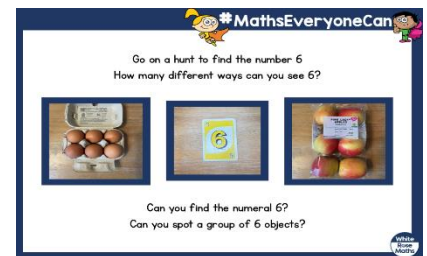 #MathsEveryoneCan
Go on a hunt to find the number 6
How many different ways can you see 6?
6
Can you find the numeral 6?
Can you spot a group of 6 objects?
White
Rose
Maths